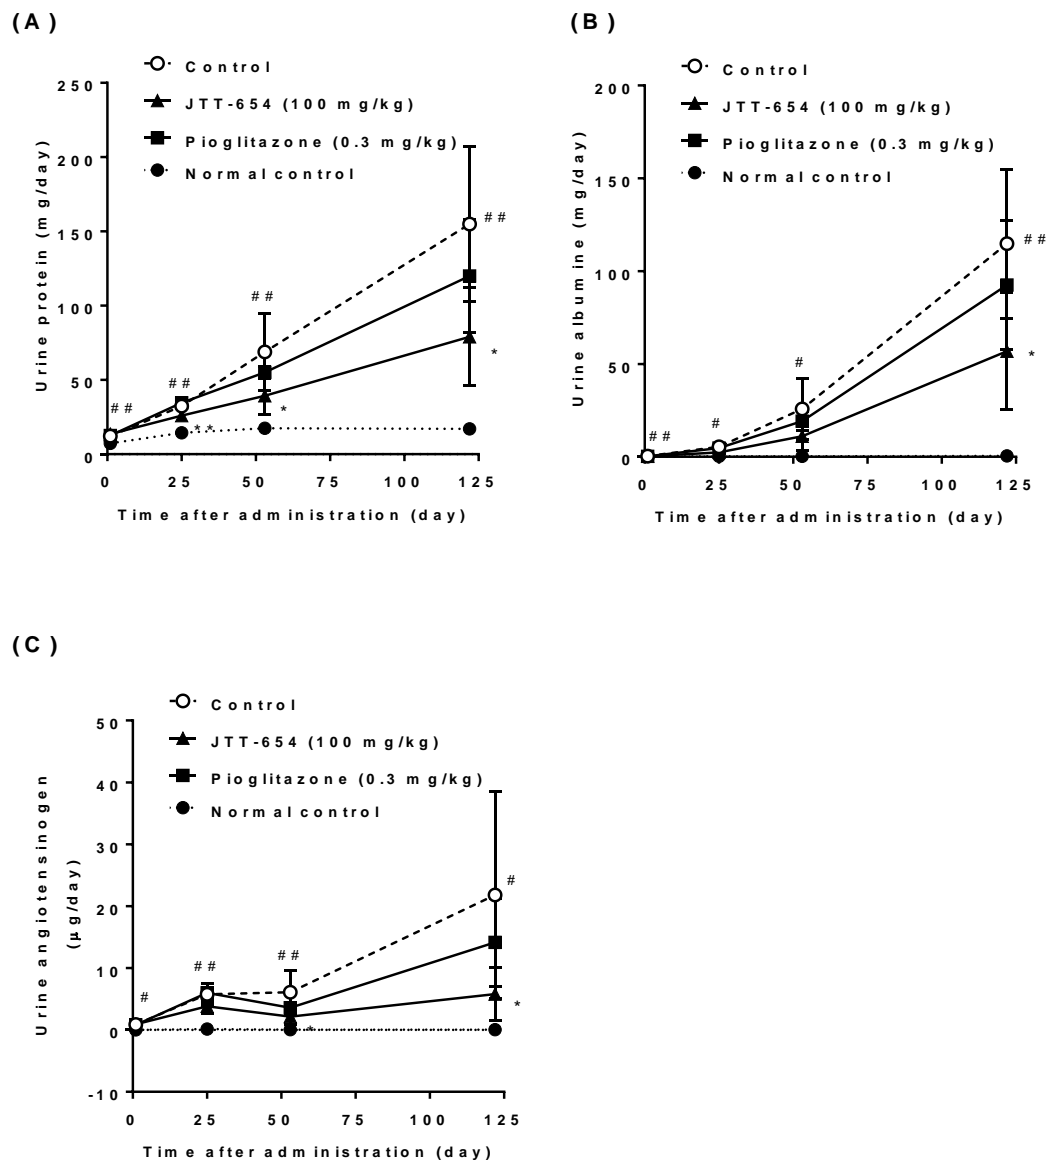 (A)
Control
JTT-654 (100 mg/kg)
Pioglitazone (0.3 mg/kg)
Normal control
Urine protein (mg/day)
250
200
150
100
50
0
##
##
* *
##
*
##
*
0 25 50 75 100 125
Time after administration (day)
(B)
Control
JTT-654 (100 mg/kg)
Pioglitazone (0.3 mg/kg)
Normal control
Urine albumine (mg/day)
200
150
100
50
0
##
#
#
##
*
0 25 50 75 100 125
Time after administration (day)
(C)
Control
JTT-654 (100 mg/kg)
Pioglitazone (0.3 mg/kg)
Normal control
Urine angiotensinogen
(µg/day)
50
40
30
20
10
0
-10
#
##
##
*
#
*
0 25 50 75 100 125
Time after administration (day)